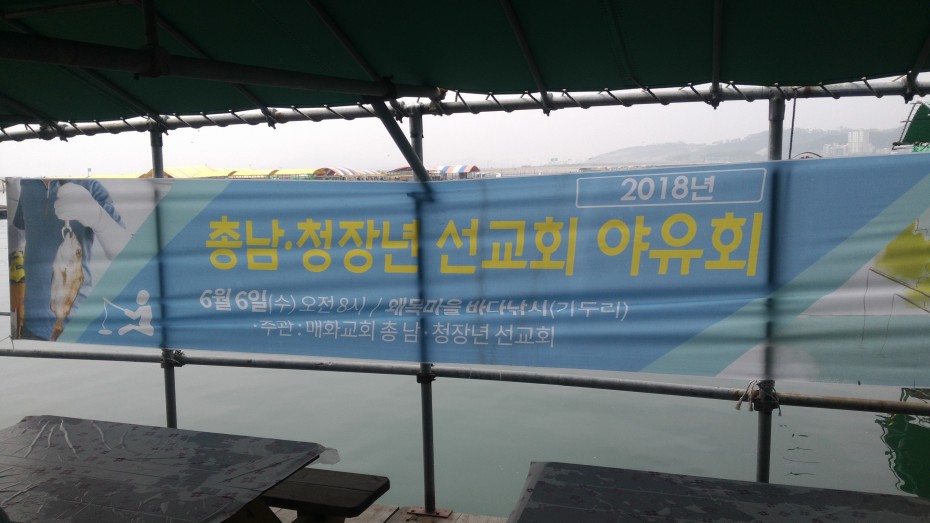 2018년
총남·청장년 선교회 야유회
6월 6일(수) 오전 8시 / 왜목마을 바다낚시(가두리)
·주관 : 매화교회 총 남·청장년 선교회